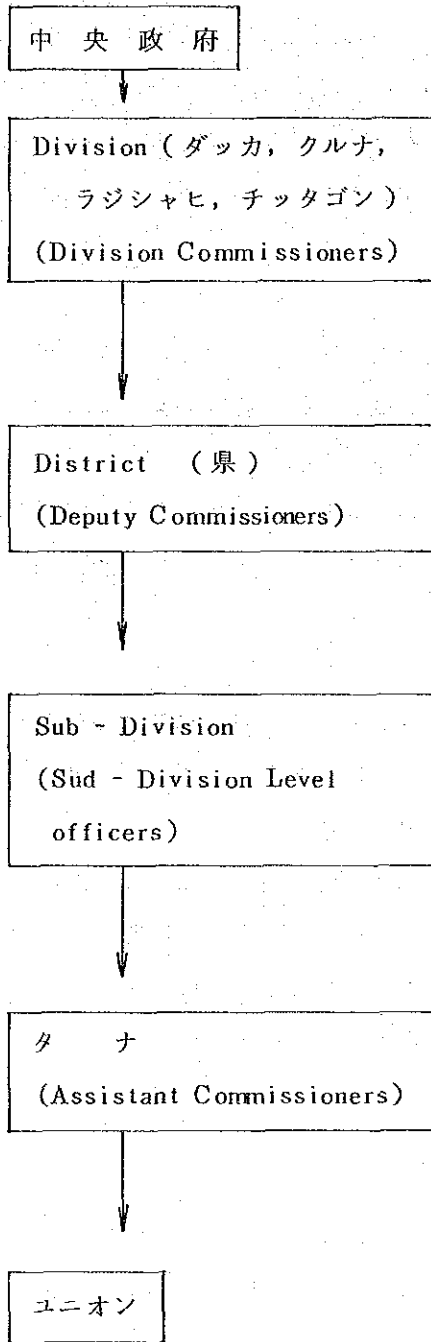 中央政府
Division (ダッカ, クルナ,
ラジシャヒ, チッタゴン)
(Division Commissioners)
District (県)
(Deputy Commissioners)
Sub - Division
(Sud - Division Level
officers)
タナ
(Assistant Commissioners)
ユニオン